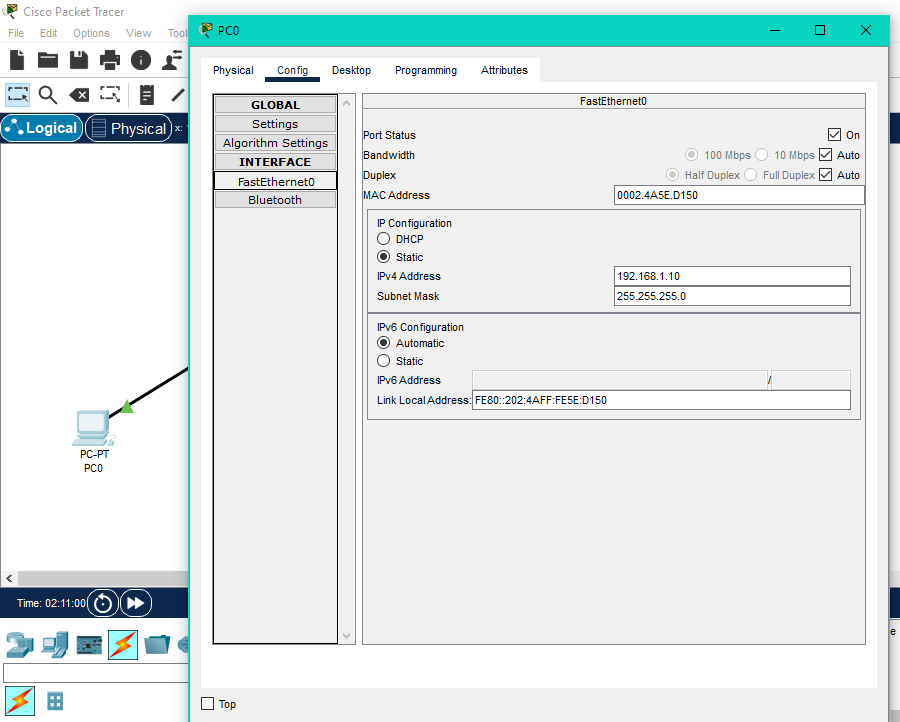 Cisco Packet Tracer
File Edit Options View Tool
Logical Physical x:
PC-PT
PC0
Time: 02:11:00
PC0
Physical Config Desktop Programming Attributes
GLOBAL
Settings
Algorithm Settings
INTERFACE
FastEthernet0
Bluetooth
FastEthernet0
Port Status On
Bandwidth 100 Mbps 10 Mbps Auto
Duplex Half Duplex Full Duplex Auto
MAC Address 0002.4A5E.D150
IP Configuration
DHCP
Static
IPv4 Address 192.168.1.10
Subnet Mask 255.255.255.0
IPv6 Configuration
Automatic
Static
IPv6 Address /
Link Local Address: FE80::202:4AFF:FE5E:D150
Top
e